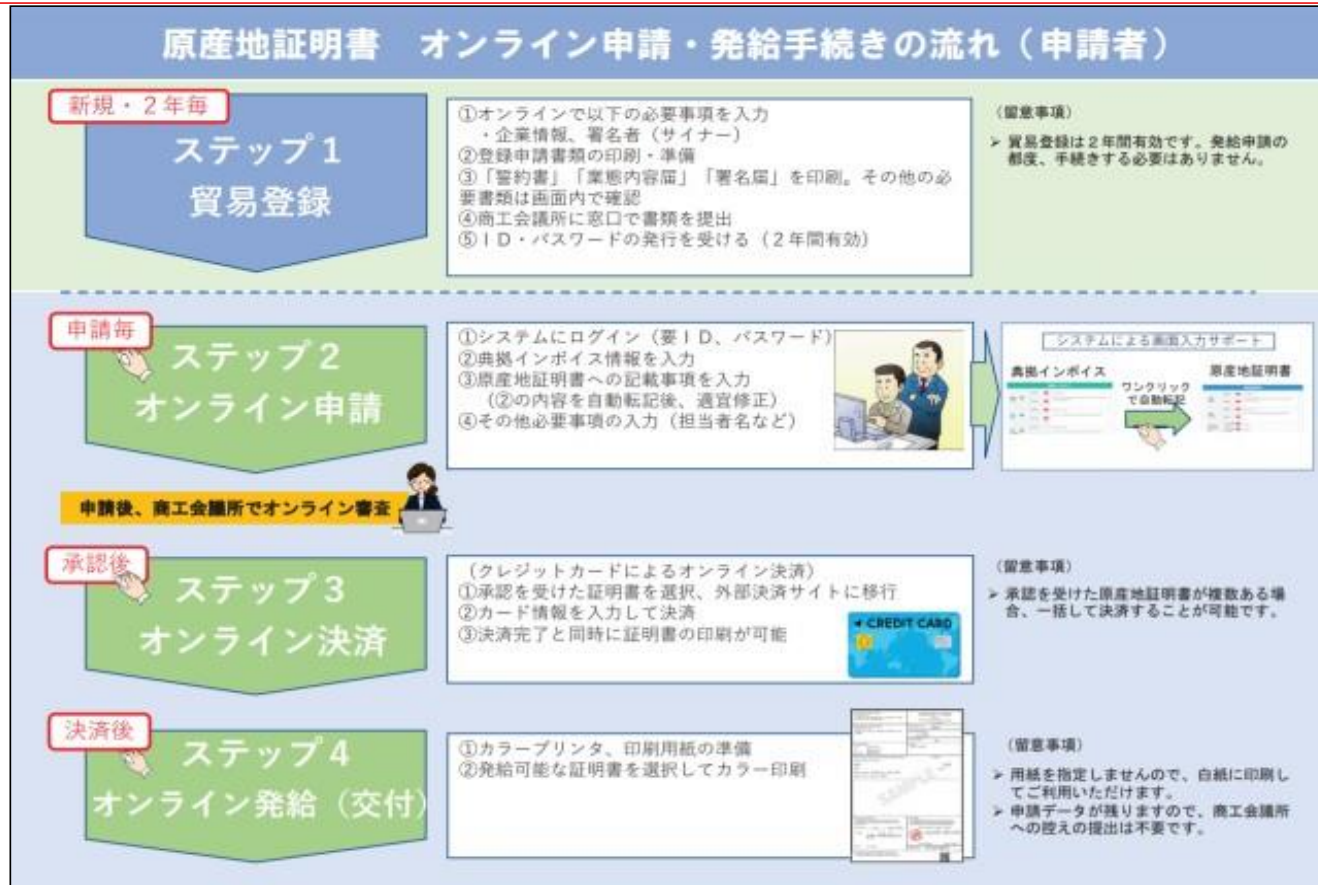 原産地証明書　オンライン申請・発給手続きの流れ（申請者）
新規・２年毎
ステップ１
貿易登録
①オンラインで以下の必要事項を入力
・企業情報、署名者（サイナー）
②登録申請書類の印刷・準備
③「誓約書」「業態内容届」「署名届」を印刷。その他の必
要書類は画面内で確認
④商工会議所に窓口で書類を提出
⑤ＩＤ・パスワードの発行を受ける（２年間有効）
（留意事項）
➢ 貿易登録は２年間有効です。発給申請の
都度、手続きする必要はありません。
申請毎
ステップ２
オンライン申請
①システムにログイン（要ＩＤ、パスワード）
②典拠インボイス情報を入力
③原産地証明書への記載事項を入力
（②の内容を自動転記後、適宜修正）
④その他必要事項の入力（担当者名など）
システムによる画面入力サポート
典拠インボイス
原産地証明書
ワンクリック
で自動転記
申請後、商工会議所でオンライン審査
承認後
ステップ３
オンライン決済
（クレジットカードによるオンライン決済）
①承認を受けた証明書を選択、外部決済サイトに移行
②カード情報を入力して決済
③決済完了と同時に証明書の印刷が可能
CREDIT CARD
（留意事項）
➢ 承認を受けた原産地証明書が複数ある場
合、一括して決済することが可能です。
決済後
ステップ４
オンライン発給（交付）
①カラープリンタ、印刷用紙の準備
②発給可能な証明書を選択してカラー印刷
SAMPLE
（留意事項）
➢ 用紙を指定しませんので、白紙に印刷し
てご利用いただけます。
➢ 申請データが残りますので、商工会議所
への控えの提出は不要です。